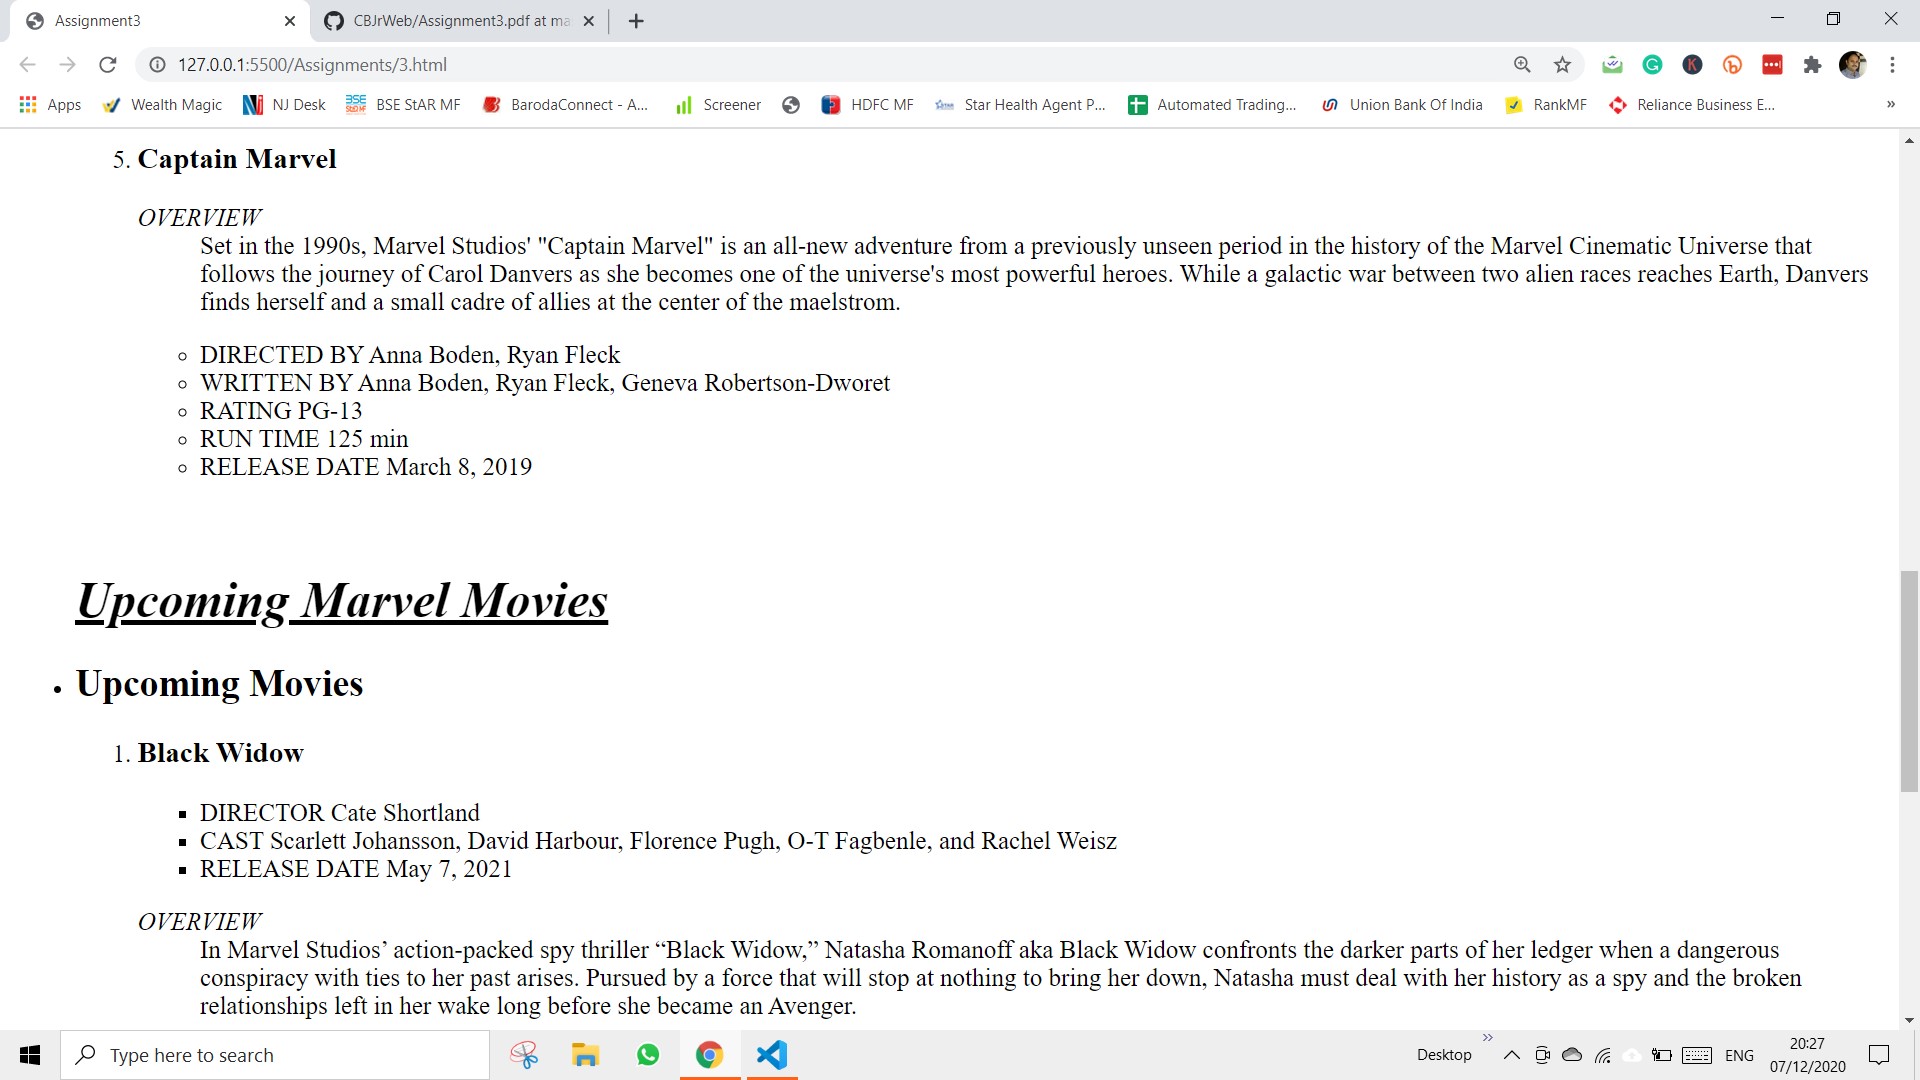 Assignment3
CBJrWeb/Assignment3.pdf at ma
127.0.0.1:5500/Assignments/3.html
Apps
Wealth Magic
NJ Desk
BSE StAR MF
BarodaConnect - A...
Screener
HDFC MF
Star Health Agent P...
Automated Trading...
Union Bank Of India
RankMF
Reliance Business E...
»
5. Captain Marvel
OVERVIEW
Set in the 1990s, Marvel Studios' "Captain Marvel" is an all-new adventure from a previously unseen period in the history of the Marvel Cinematic Universe that
follows the journey of Carol Danvers as she becomes one of the universe's most powerful heroes. While a galactic war between two alien races reaches Earth, Danvers
finds herself and a small cadre of allies at the center of the maelstrom.
DIRECTED BY Anna Boden, Ryan Fleck
WRITTEN BY Anna Boden, Ryan Fleck, Geneva Robertson-Dworet
RATING PG-13
RUN TIME 125 min
RELEASE DATE March 8, 2019
Upcoming Marvel Movies
Upcoming Movies
1. Black Widow
DIRECTOR Cate Shortland
CAST Scarlett Johansson, David Harbour, Florence Pugh, O-T Fagbenle, and Rachel Weisz
RELEASE DATE May 7, 2021
OVERVIEW
In Marvel Studios’ action-packed spy thriller “Black Widow,” Natasha Romanoff aka Black Widow confronts the darker parts of her ledger when a dangerous
conspiracy with ties to her past arises. Pursued by a force that will stop at nothing to bring her down, Natasha must deal with her history as a spy and the broken
relationships left in her wake long before she became an Avenger.
Type here to search
Desktop
»
ENG
20:27
07/12/2020